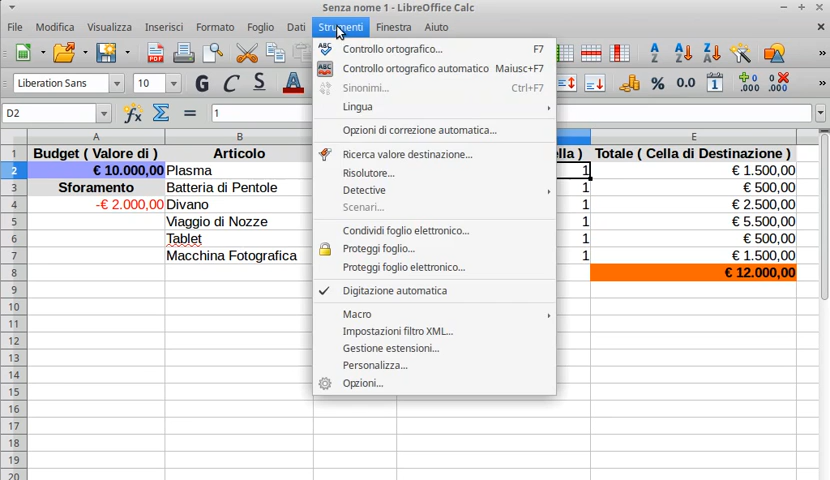 Senza nome 1 - LibreOffice Calc
File Modifica Visualizza Inserisci Formato Foglio Dati Strumenti Finestra Aiuto
Liberation Sans 10 G C S A % 0.0 .000 .000
D2 1
Controllo ortografico... F7
Controllo ortografico automatico Maiusc+F7
Sinonimi... Ctrl+F7
Lingua
Opzioni di correzione automatica...
Ricerca valore destinazione...
Risolutore...
Detective
Scenari...
Condividi foglio elettronico...
Proteggi foglio...
Proteggi foglio elettronico...
Digitazione automatica
Macro
Impostazioni filtro XML...
Gestione estensioni...
Personalizza...
Opzioni...
A B E
1 Budget ( Valore di ) Articolo ella ) Totale ( Cella di Destinazione )
2 € 10.000,00 Plasma 1 € 1.500,00
3 Sforamento Batteria di Pentole 1 € 500,00
4 -€ 2.000,00 Divano 1 € 2.500,00
5 Viaggio di Nozze 1 € 5.500,00
6 Tablet 1 € 500,00
7 Macchina Fotografica 1 € 1.500,00
8 € 12.000,00
9
10
11
12
13
14
15
16
17
18
19
20